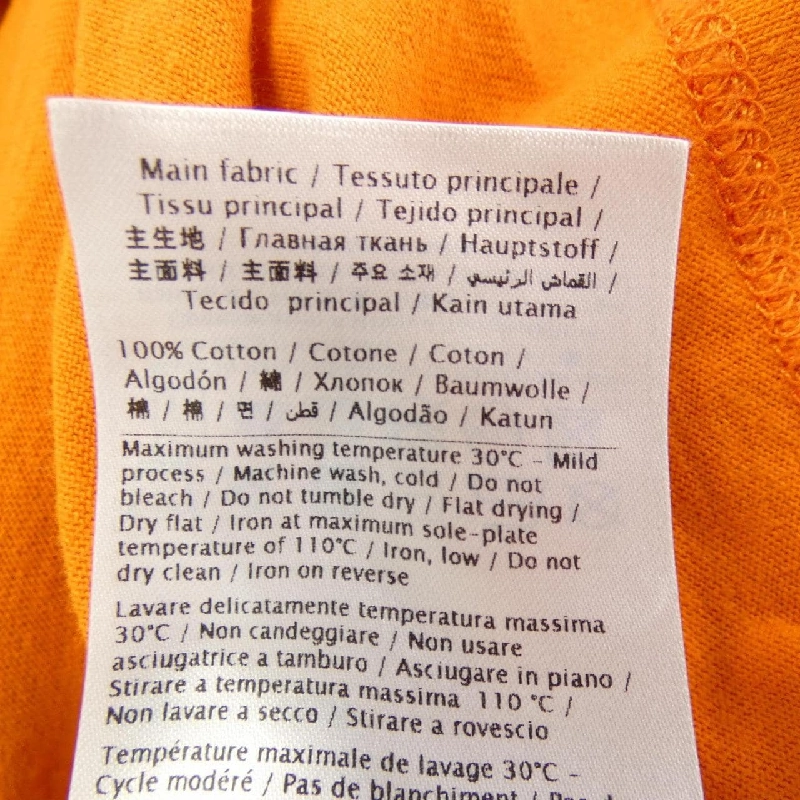 Main fabric / Tessuto principale /
Tissu principal / Tejido principal /
主生地 / Главная ткань / Hauptstoff /
主面料 / 主面料 / 주요 소재 / القماش الرئيسي /
Tecido principal / Kain utama
100% Cotton / Cotone / Coton /
Algodón / 綿 / Хлопок / Baumwolle /
棉 / 棉 / 면 / قطن / Algodão / Katun
Maximum washing temperature 30°C - Mild
process / Machine wash, cold / Do not
bleach / Do not tumble dry / Flat drying /
Dry flat / Iron at maximum sole-plate
temperature of 110°C / Iron, low / Do not
dry clean / Iron on reverse
Lavare delicatamente temperatura massima
30°C / Non candeggiare / Non usare
asciugatrice a tamburo / Asciugare in piano /
Stirare a temperatura massima 110 °C /
Non lavare a secco / Stirare a rovescio
Température maximale de lavage 30°C -
Cycle modéré / Pas de blanchiment /